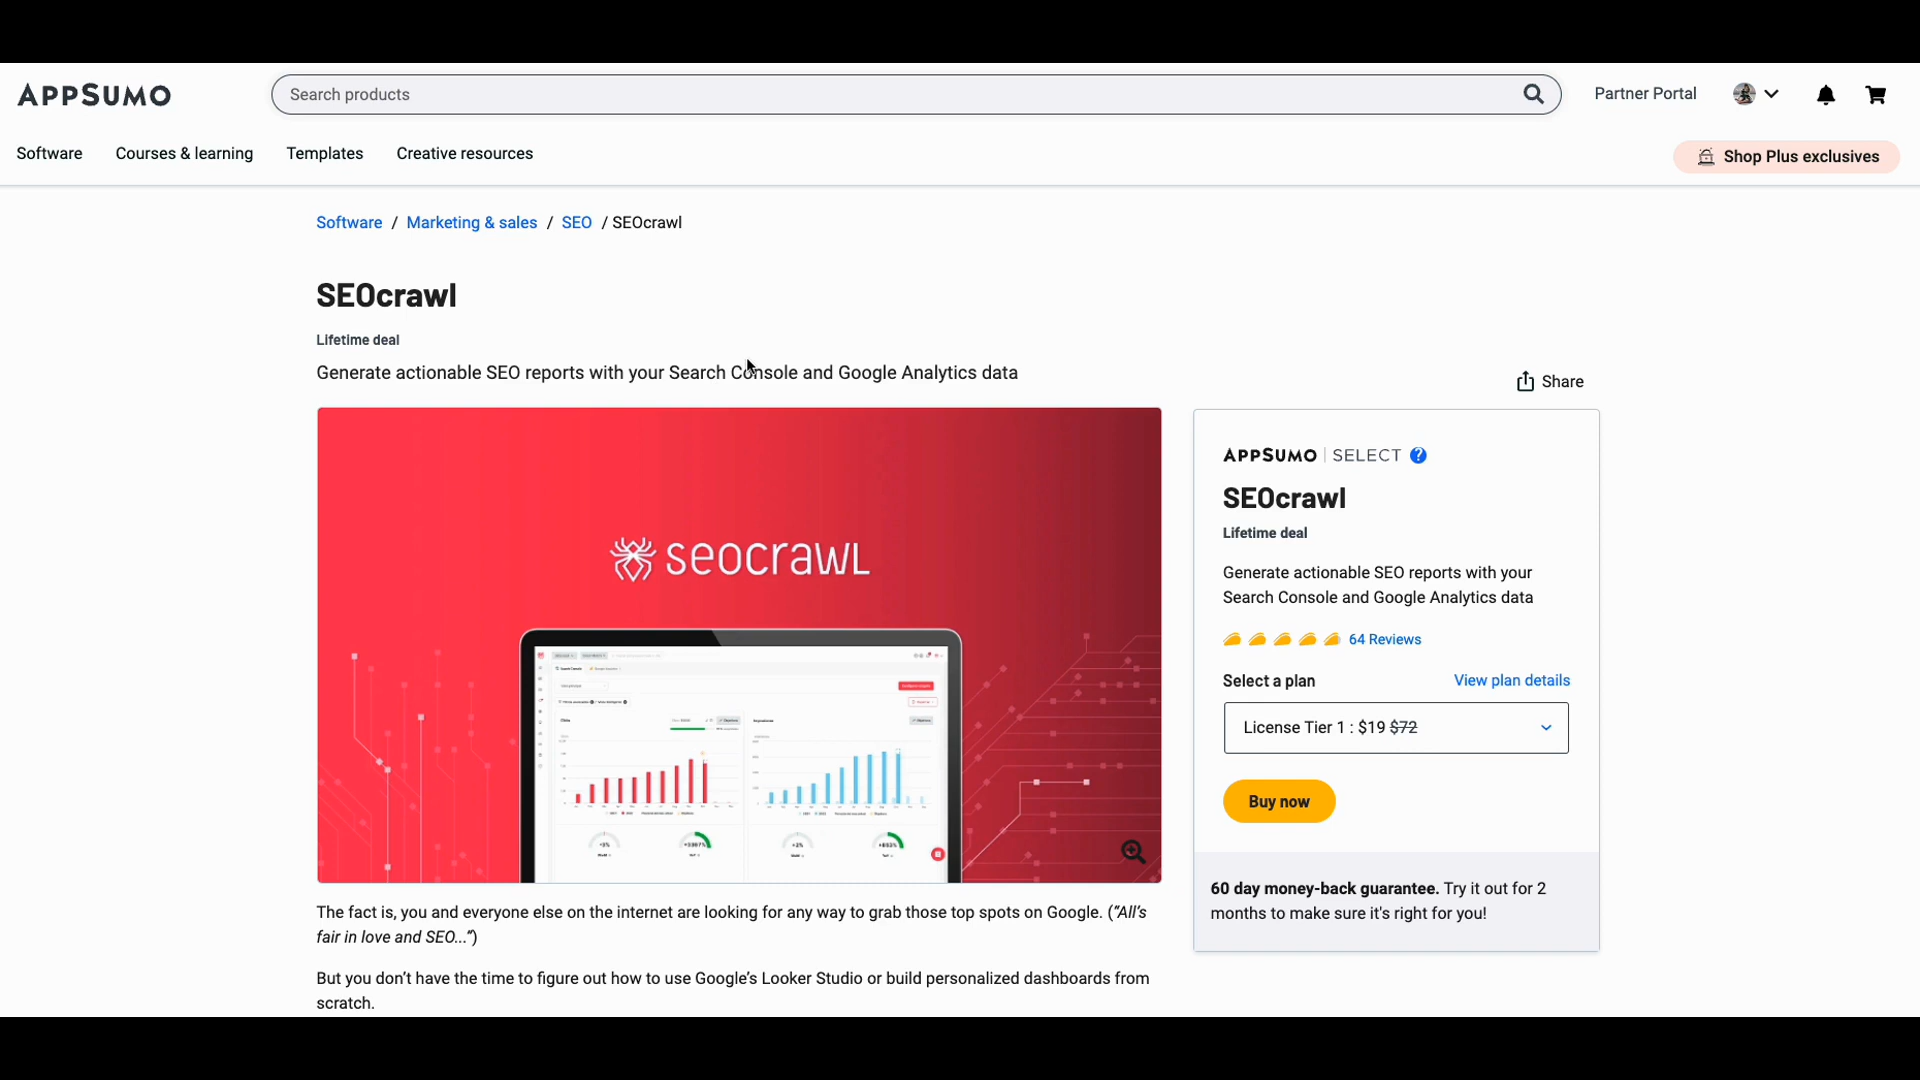 APPSUMO
Search products
Partner Portal
Software
Courses & learning
Templates
Creative resources
Shop Plus exclusives
Software / Marketing & sales / SEO / SEOcrawl
SEOcrawl
Lifetime deal
Generate actionable SEO reports with your Search Console and Google Analytics data
Share
seocrawl
APPSUMO | SELECT ?
SEOcrawl
Lifetime deal
Generate actionable SEO reports with your
Search Console and Google Analytics data
64 Reviews
Select a plan
View plan details
License Tier 1 : $19 $72
Buy now
60 day money-back guarantee. Try it out for 2
months to make sure it's right for you!
The fact is, you and everyone else on the internet are looking for any way to grab those top spots on Google. (“All’s
fair in love and SEO...”)
But you don’t have the time to figure out how to use Google’s Looker Studio or build personalized dashboards from
scratch.